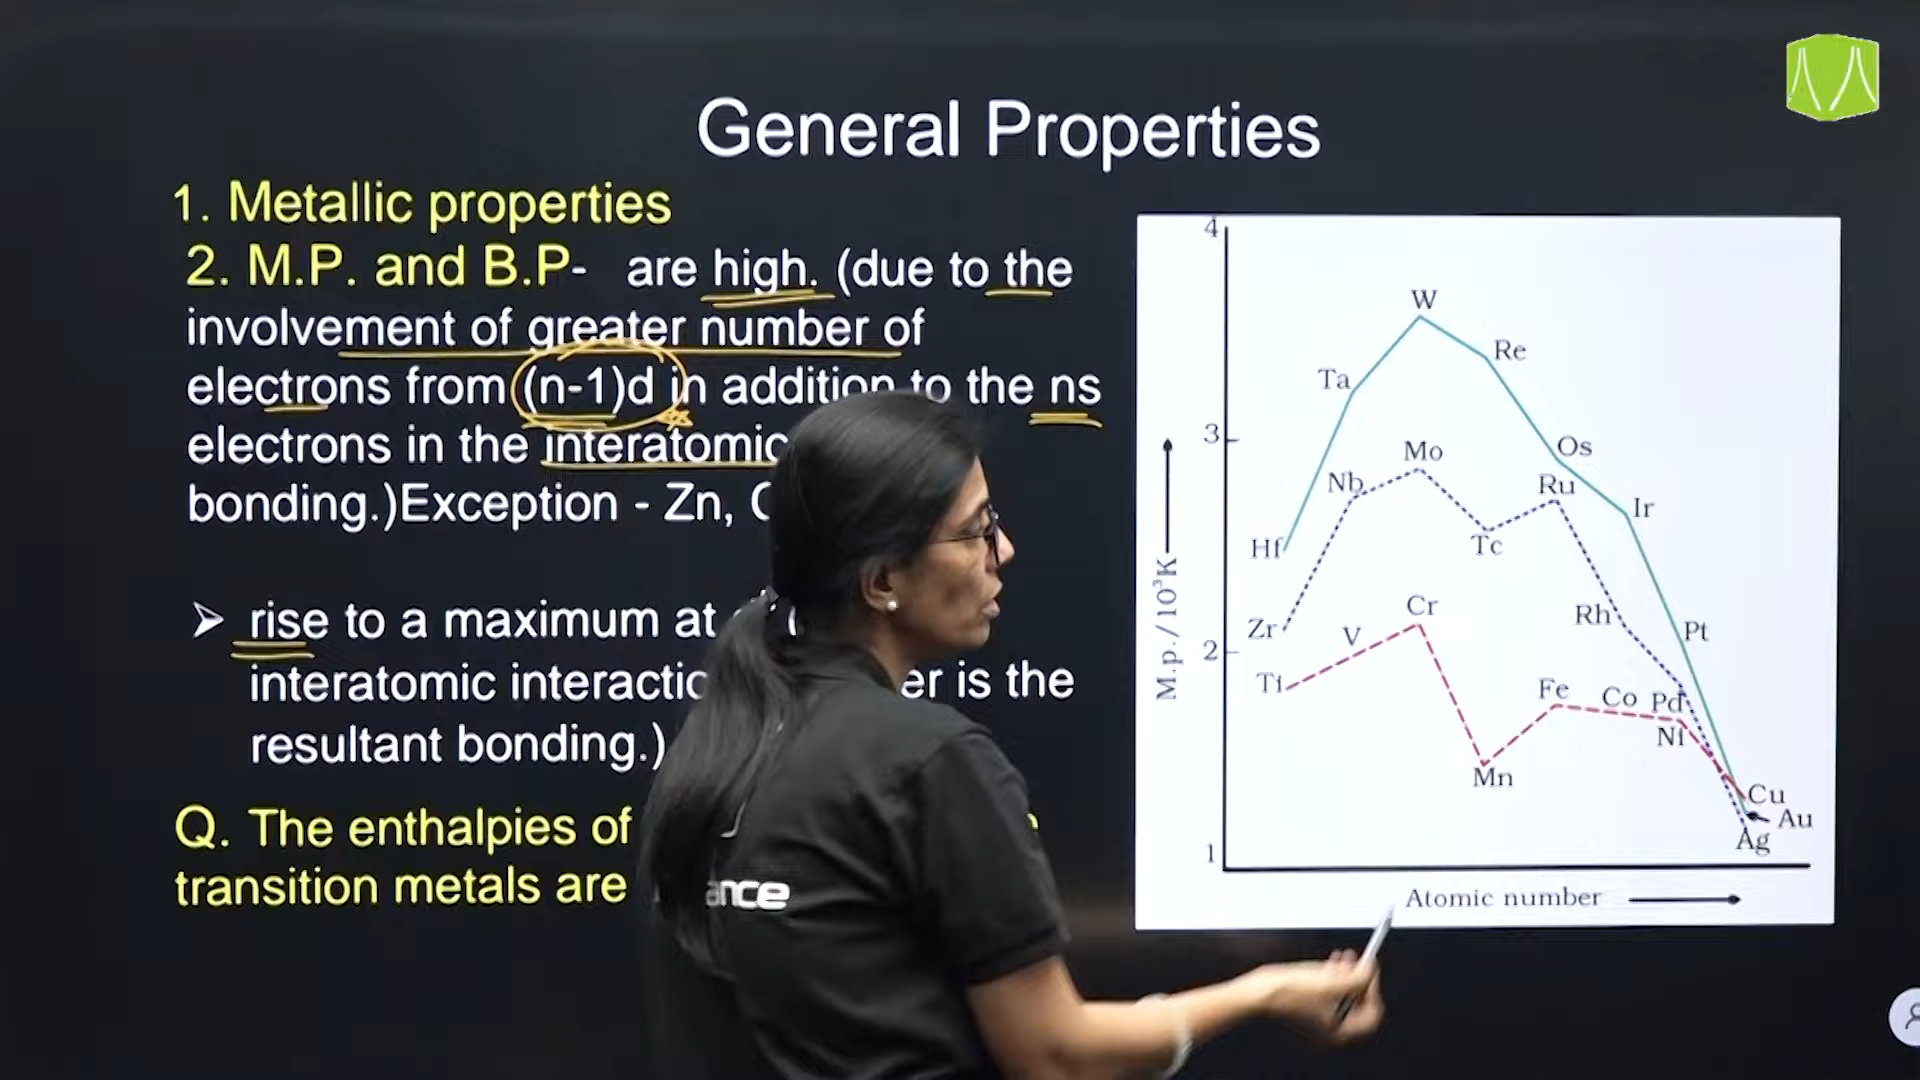 General Properties
1. Metallic properties
2. M.P. and B.P- are high. (due to the
involvement of greater number of
electrons from (n-1)d in addition to the ns
electrons in the interatomic
bonding.)Exception - Zn,
➢ rise to a maximum at
interatomic is the
resultant bonding.)
Q. The enthalpies of
transition metals are
4
3
2
1
M.p./10³K
W
Re
Ta
Os
Mo
Nb
Ru
Ir
Hf
Tc
Cr
Rh
Zr
V
Pt
Ti
Fe
Co
Pd
Ni
Mn
Cu
Au
Ag
Atomic number